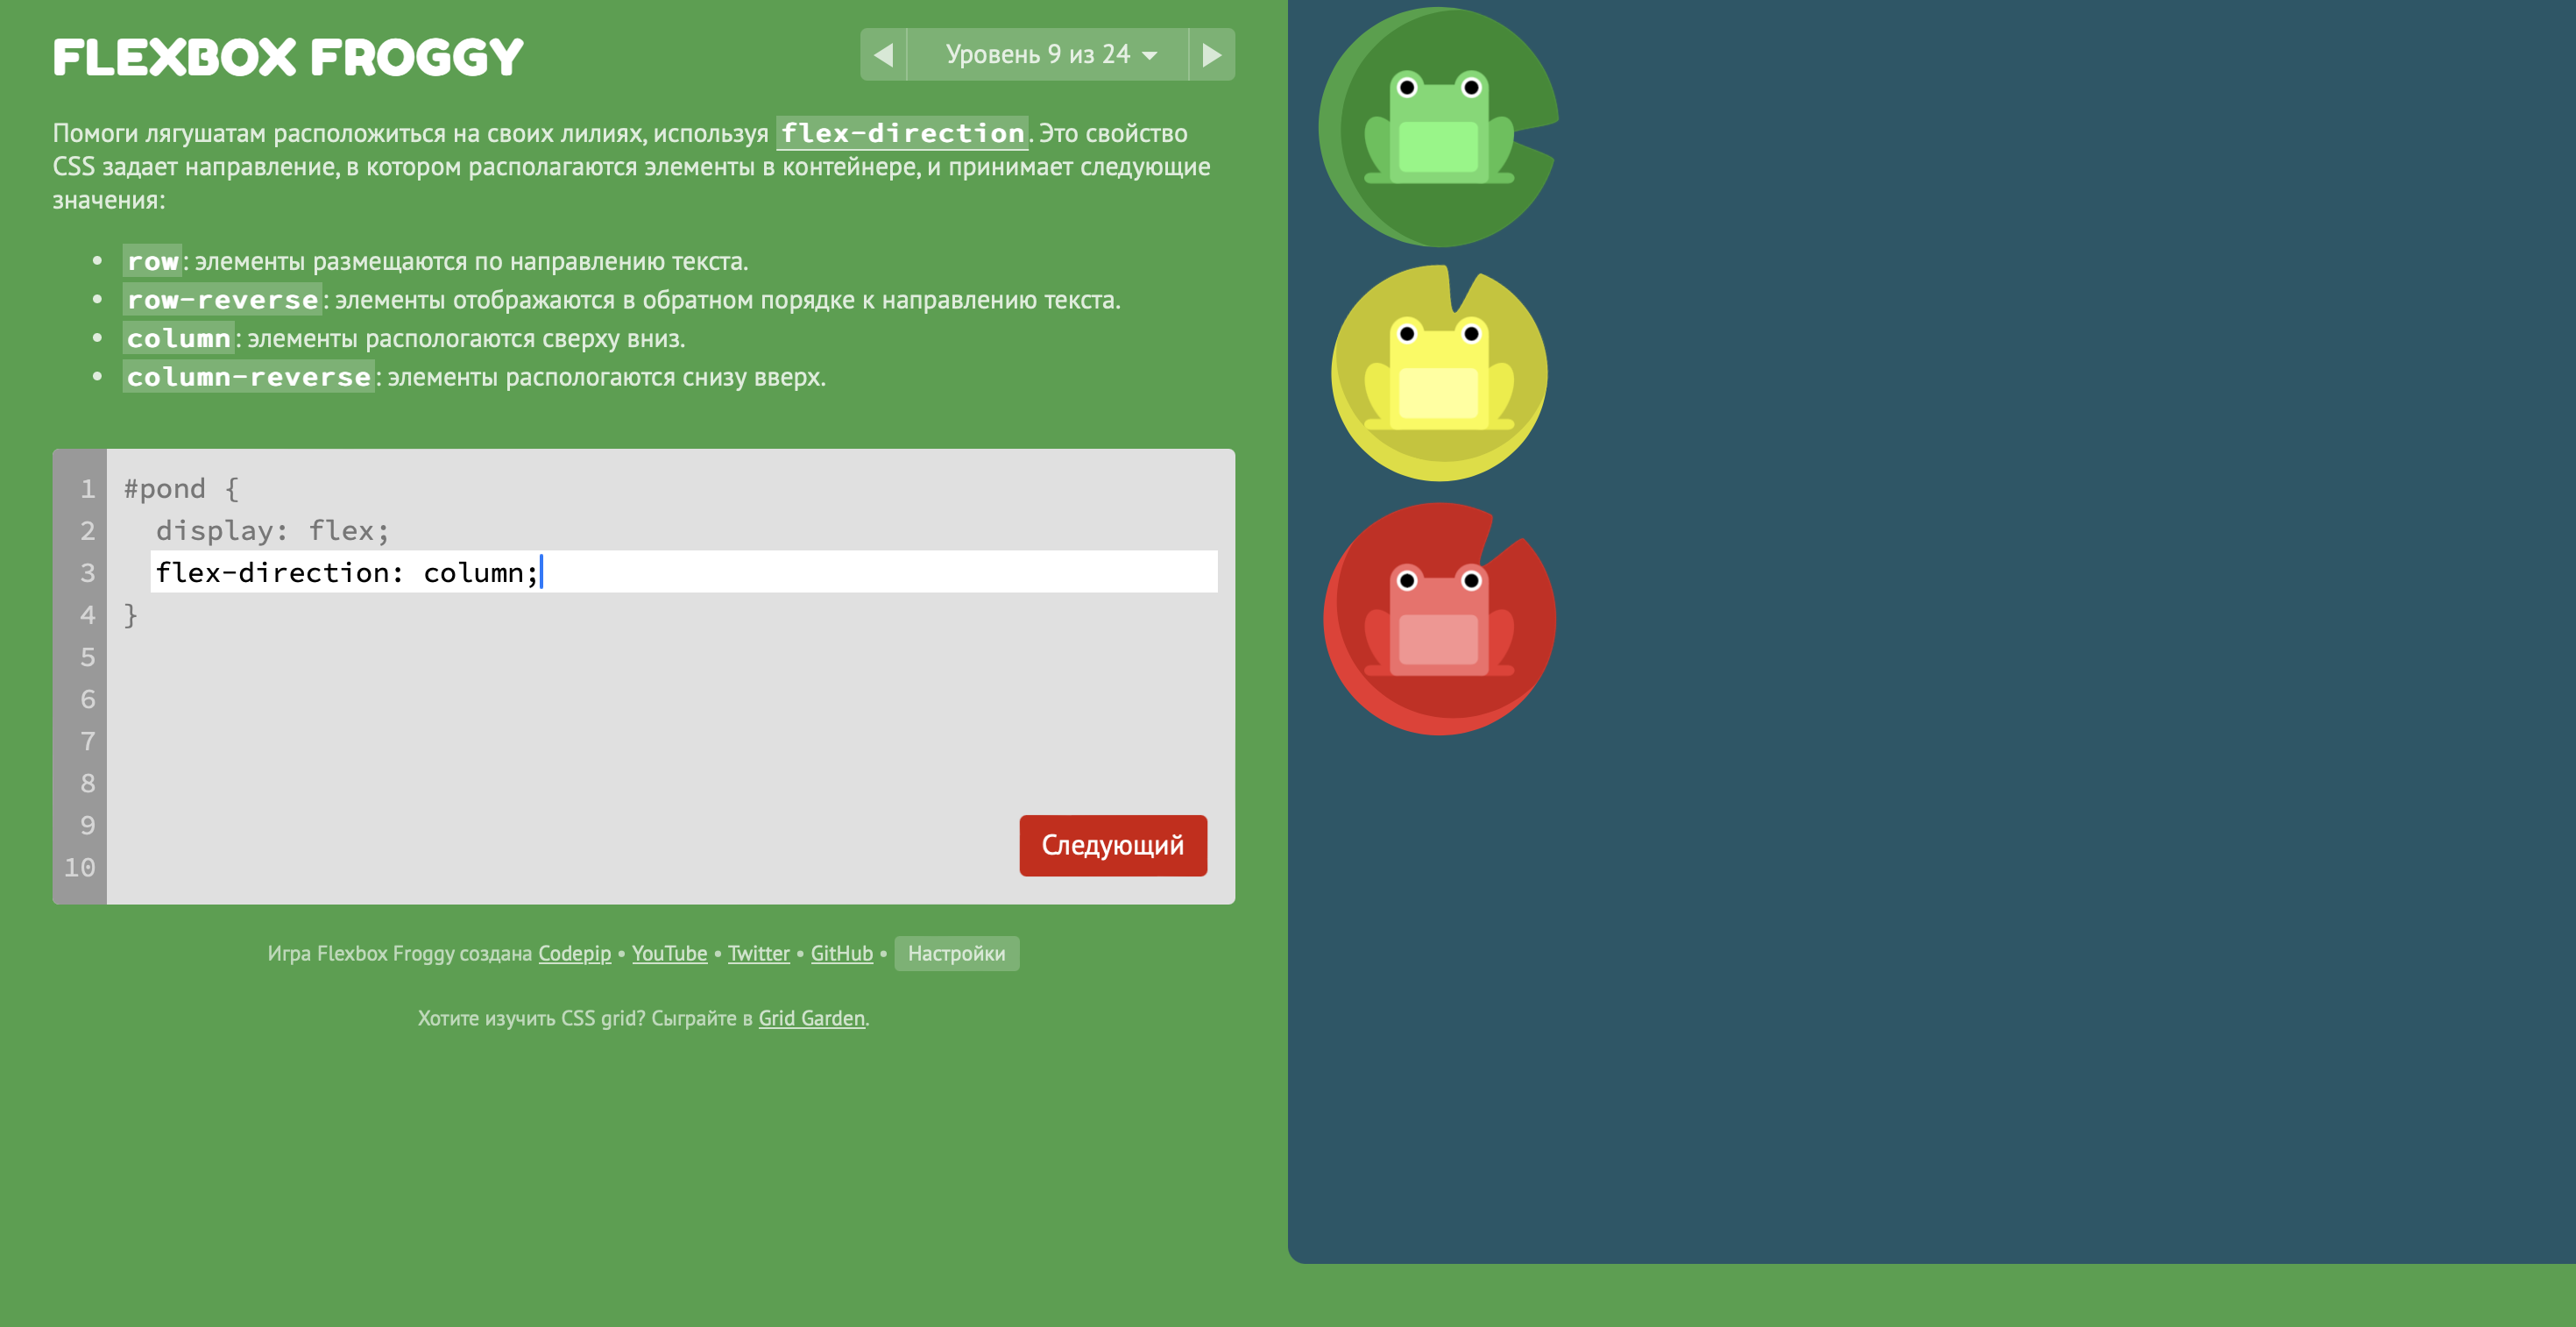 FLEXBOX FROGGY
Уровень 9 из 24
Помоги лягушатам расположиться на своих лилиях, используя flex-direction. Это свойство
CSS задает направление, в котором располагаются элементы в контейнере, и принимает следующие
значения:
• row: элементы размещаются по направлению текста.
• row-reverse: элементы отображаются в обратном порядке к направлению текста.
• column: элементы распологаются сверху вниз.
• column-reverse: элементы распологаются снизу вверх.
1 #pond {
2 display: flex;
3 flex-direction: column;
4 }
5
6
7
8
9
10
Следующий
Игра Flexbox Froggy создана Codepip • YouTube • Twitter • GitHub • Настройки
Хотите изучить CSS grid? Сыграйте в Grid Garden.